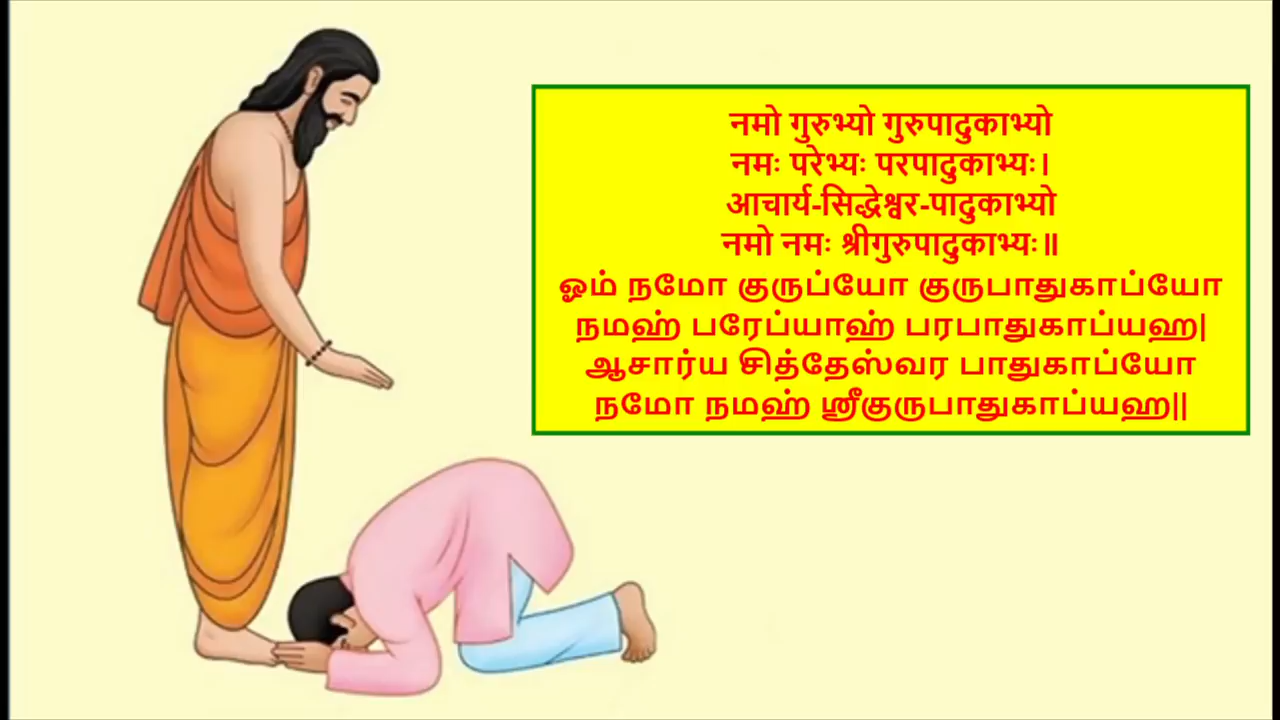 नमो गुरुभ्यो गुरुपादुकाभ्यो
नमः परेभ्यः परपादुकाभ्यः।
आचार्य-सिद्धेश्वर-पादुकाभ्यो
नमो नमः श्रीगुरुपादुकाभ्यः॥
ஓம் நமோ குருப்யோ குருபாதுகாப்யோ
நமஹ் பரேப்யாஹ் பரபாதுகாப்யஹ|
ஆசார்ய சித்தேஸ்வர பாதுகாப்யோ
நமோ நமஹ் ஸ்ரீகுருபாதுகாப்யஹ||